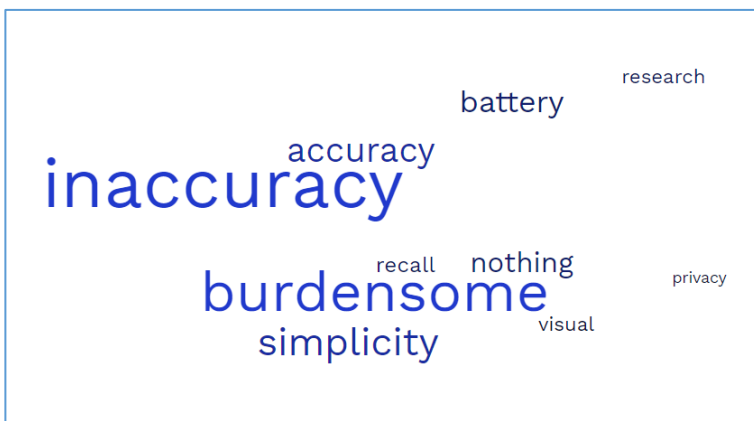 research
battery
accuracy
inaccuracy
recall
nothing
privacy
burdensome
visual
simplicity